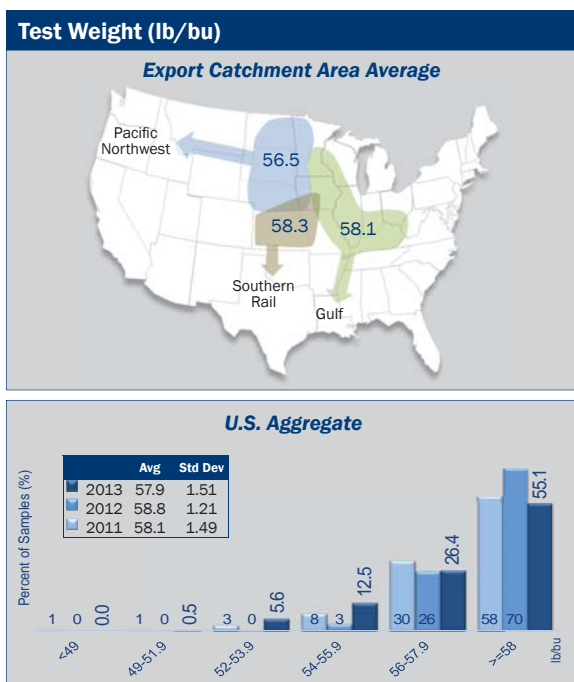 Test Weight (lb/bu)
Export Catchment Area Average
Pacific
Northwest
56.5
58.3
58.1
Southern
Rail
Gulf
U.S. Aggregate
Percent of Samples (%)
Avg Std Dev
2013 57.9 1.51
2012 58.8 1.21
2011 58.1 1.49
1 0 0.0
1 0 0.5
3 0 5.6
8 3 12.5
30 26 26.4
58 70 55.1
<49
49-51.9
52-53.9
54-55.9
56-57.9
>=58
lb/bu